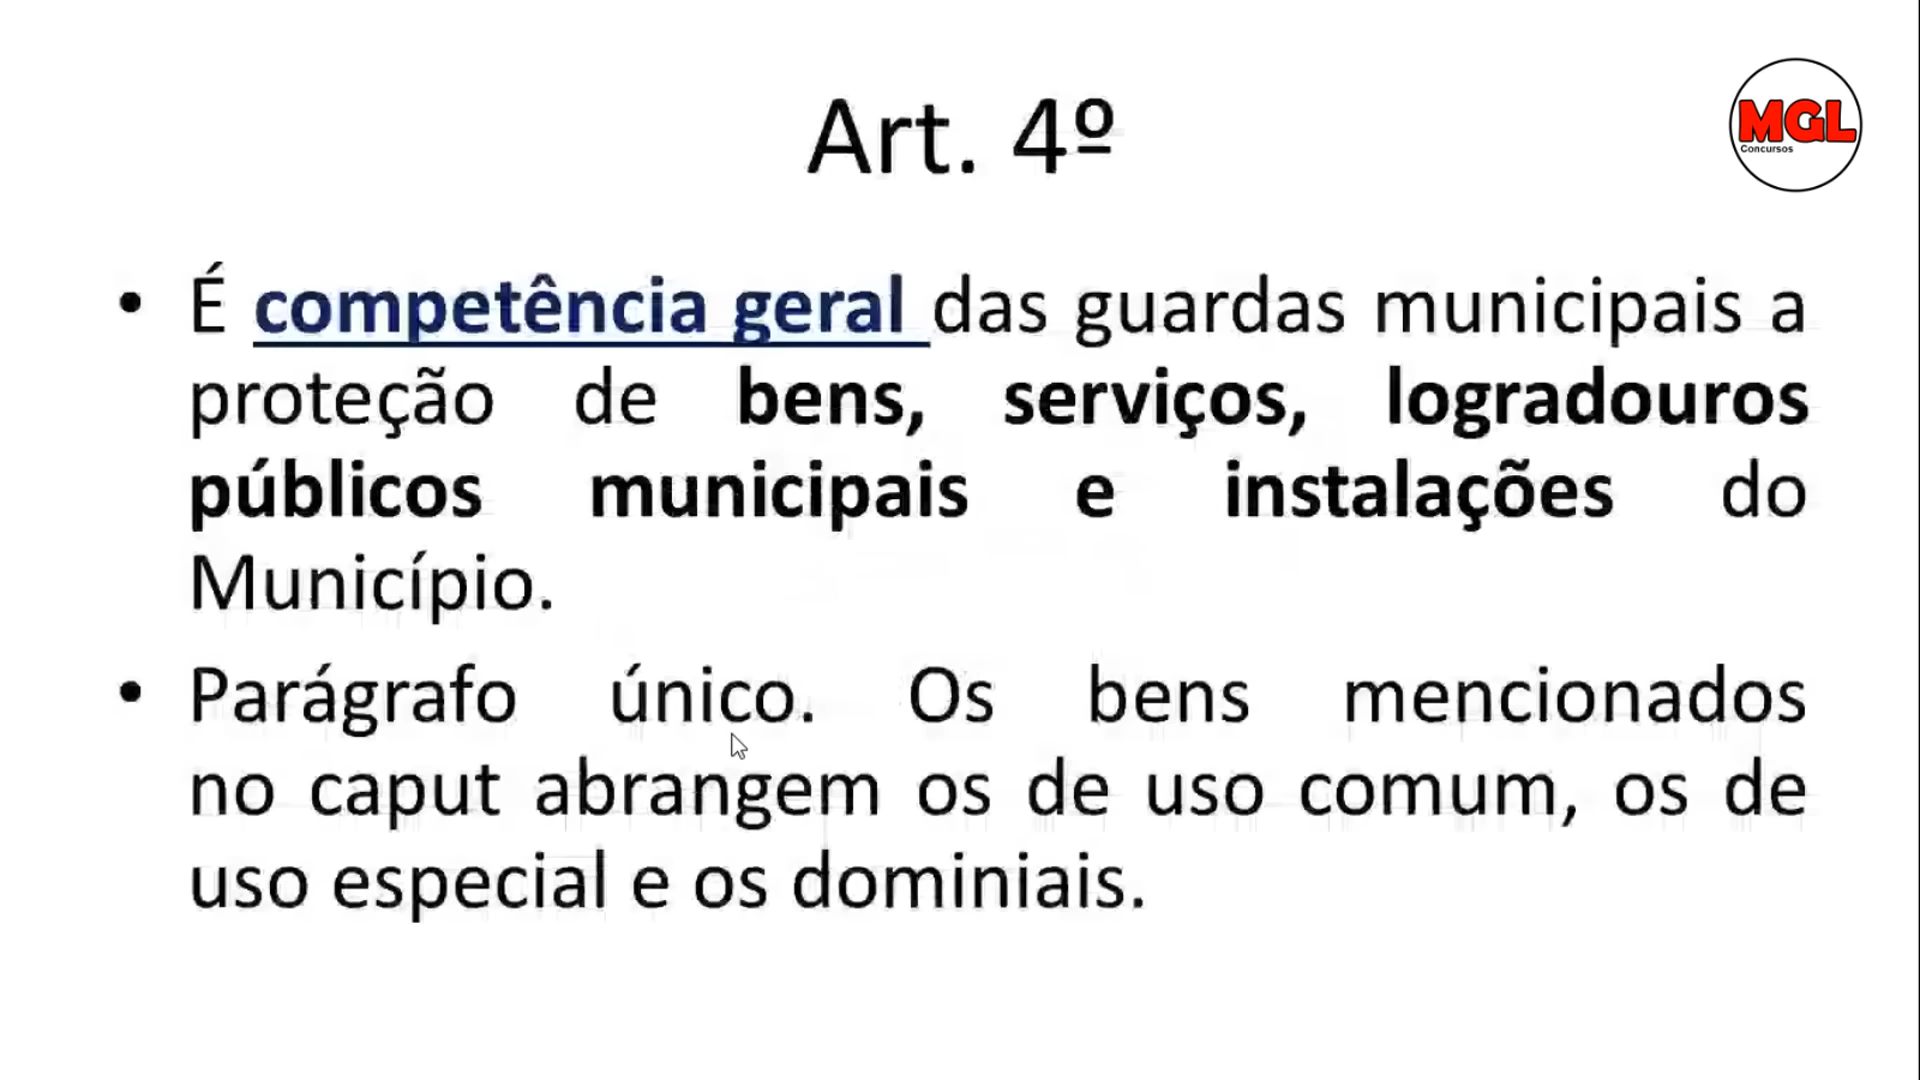 Art. 4º
MGL
Concursos
• É competência geral das guardas municipais a
proteção de bens, serviços, logradouros
públicos municipais e instalações do
Município.
• Parágrafo único. Os bens mencionados
no caput abrangem os de uso comum, os de
uso especial e os dominiais.